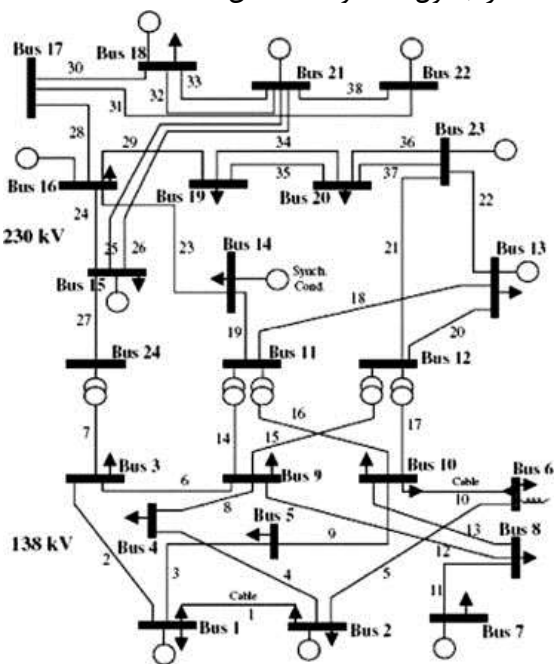 Bus 18
Bus 17
Bus 21
Bus 22
30
33
32
31
38
28
Bus 23
29
34
36
35
37
Bus 16
24
Bus 19
Bus 20
22
230 kV
25
26
23
Bus 14
21
Bus 13
Bus 15
Synch.
Cond.
18
27
19
20
Bus 24
Bus 11
Bus 12
7
14
15
16
17
Bus 3
Bus 9
Bus 10
Bus 6
Cable
10
6
8
Bus 5
13
Bus 8
138 kV
Bus 4
9
12
2
3
4
5
11
Cable
1
Bus 1
Bus 2
Bus 7